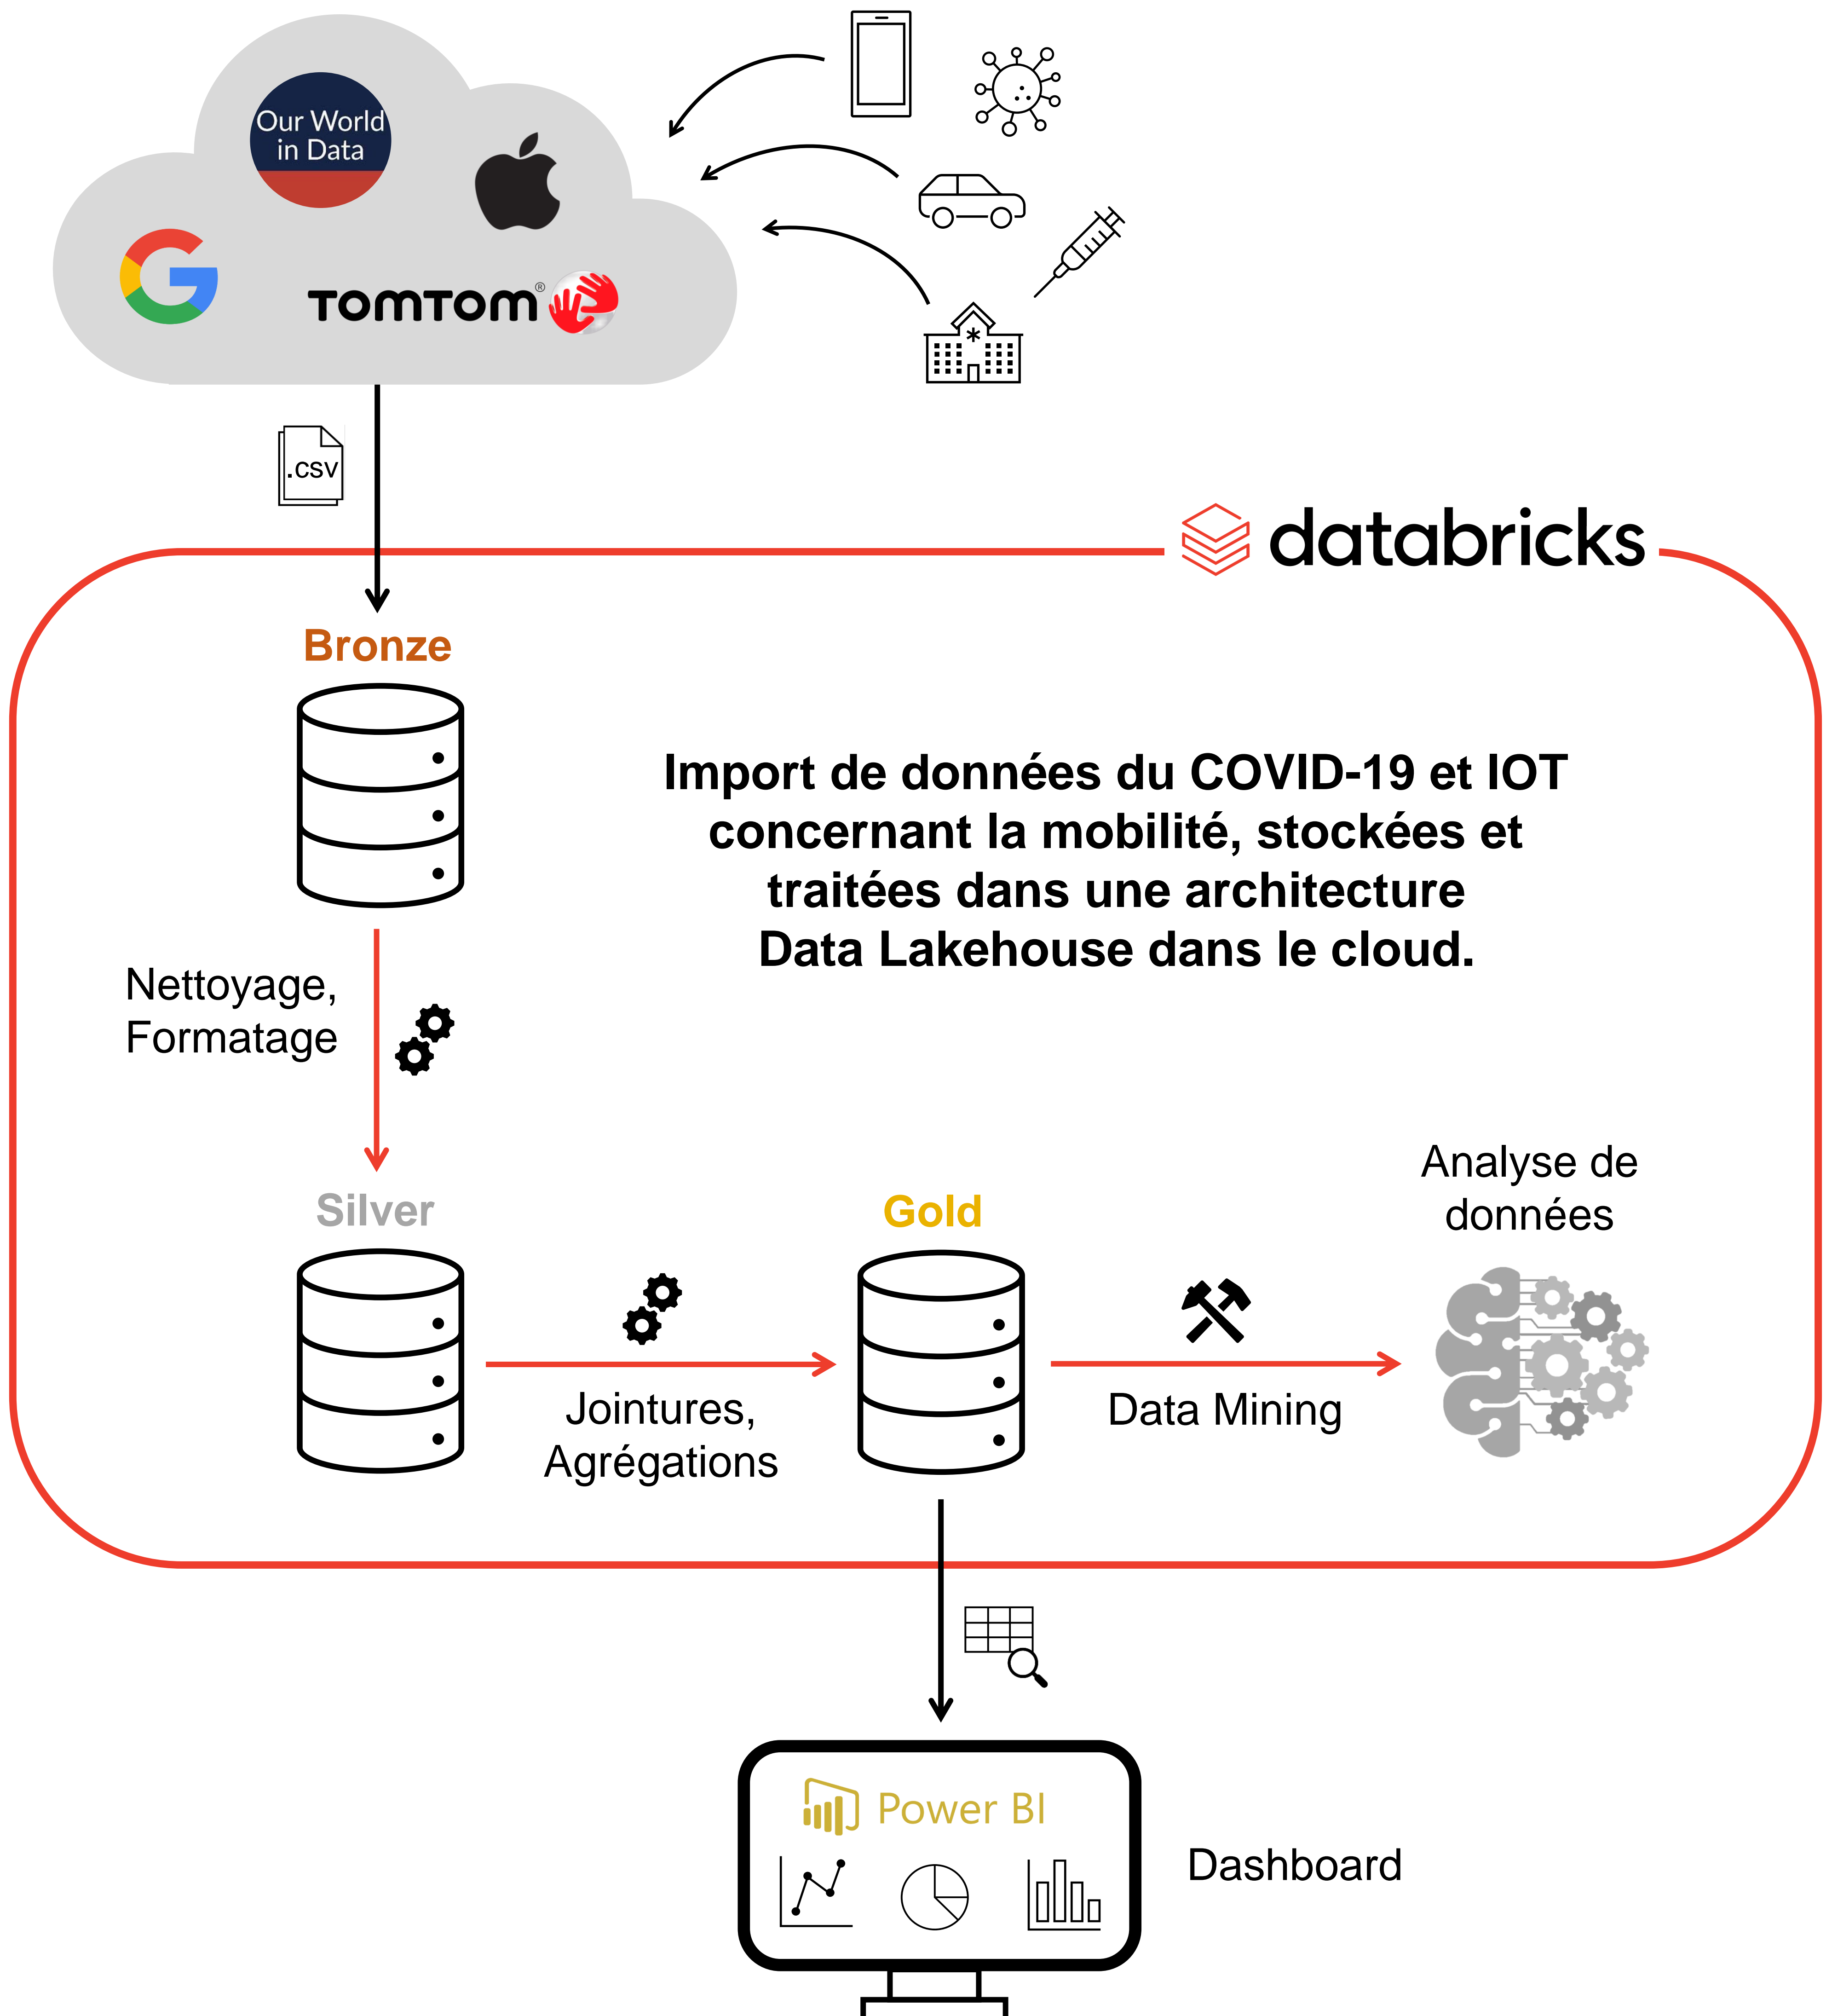 Our World
in Data
TOMTOM®
.csv
databricks
Bronze
Import de données du COVID-19 et IOT
concernant la mobilité, stockées et
traitées dans une architecture
Data Lakehouse dans le cloud.
Nettoyage,
Formatage
Silver
Gold
Analyse de
données
Jointures,
Agrégations
Data Mining
Power BI
Dashboard